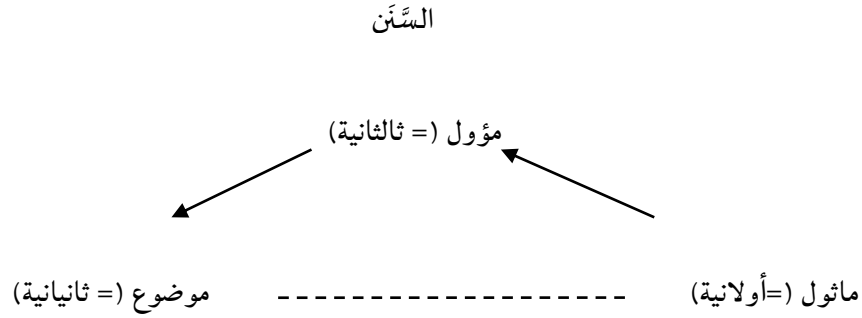 السَّنَن
مؤول (= ثالثانية)
ماثول (=أولانية)
موضوع (= ثانيانية)